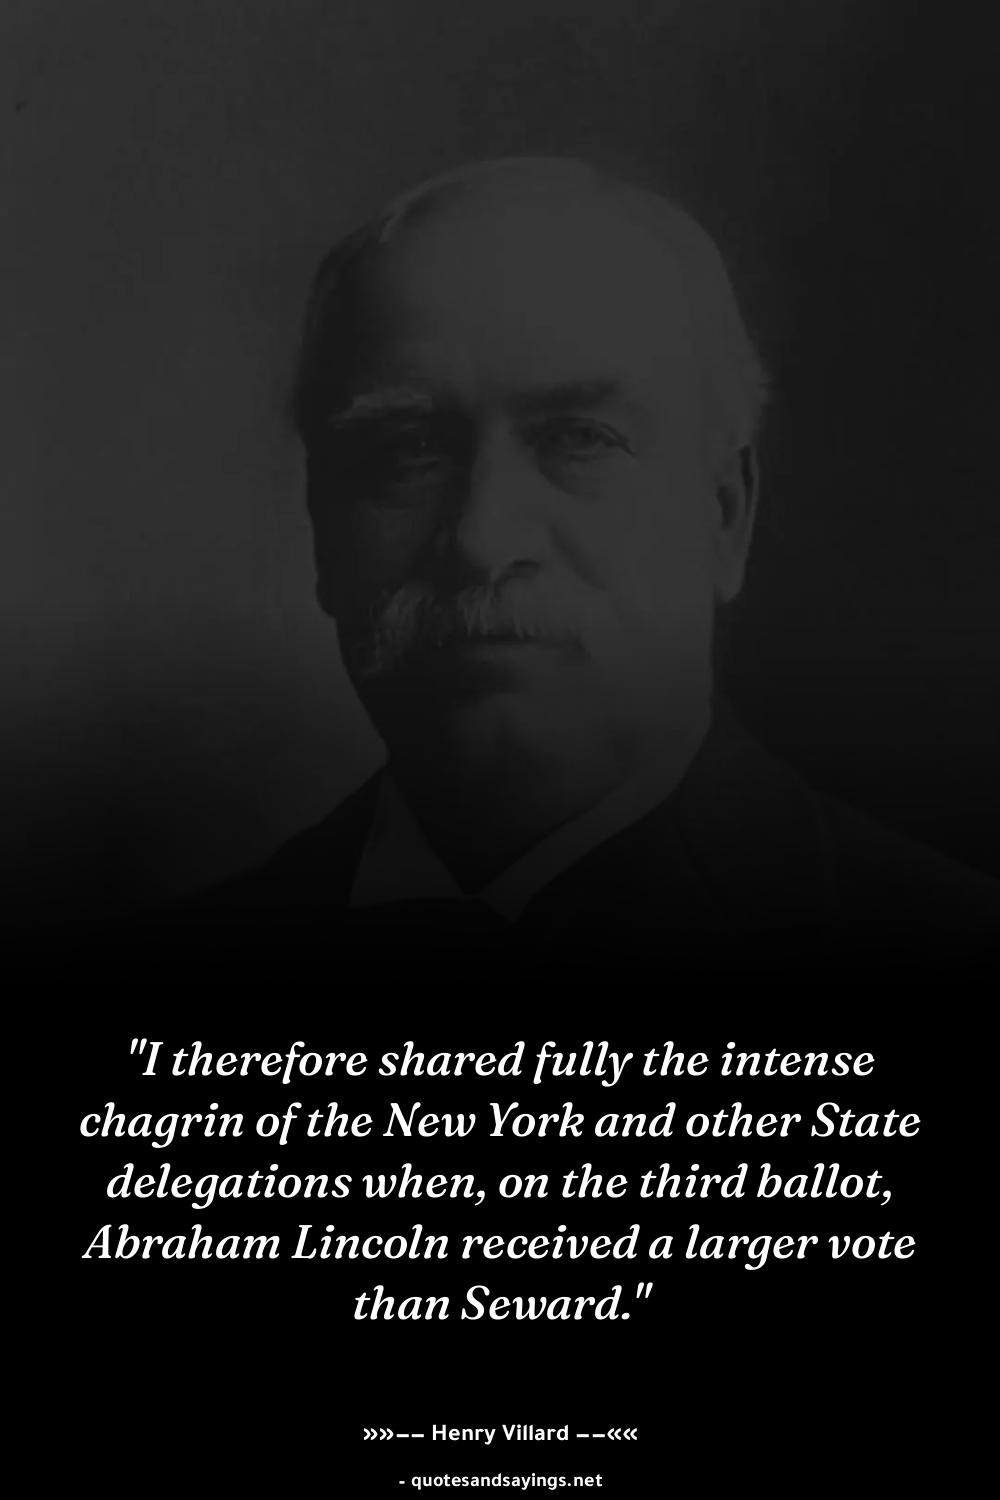 "I therefore shared fully the intense
chagrin of the New York and other State
delegations when, on the third ballot,
Abraham Lincoln received a larger vote
than Seward."
»»−− Henry Villard −−««
- quotesandsayings.net